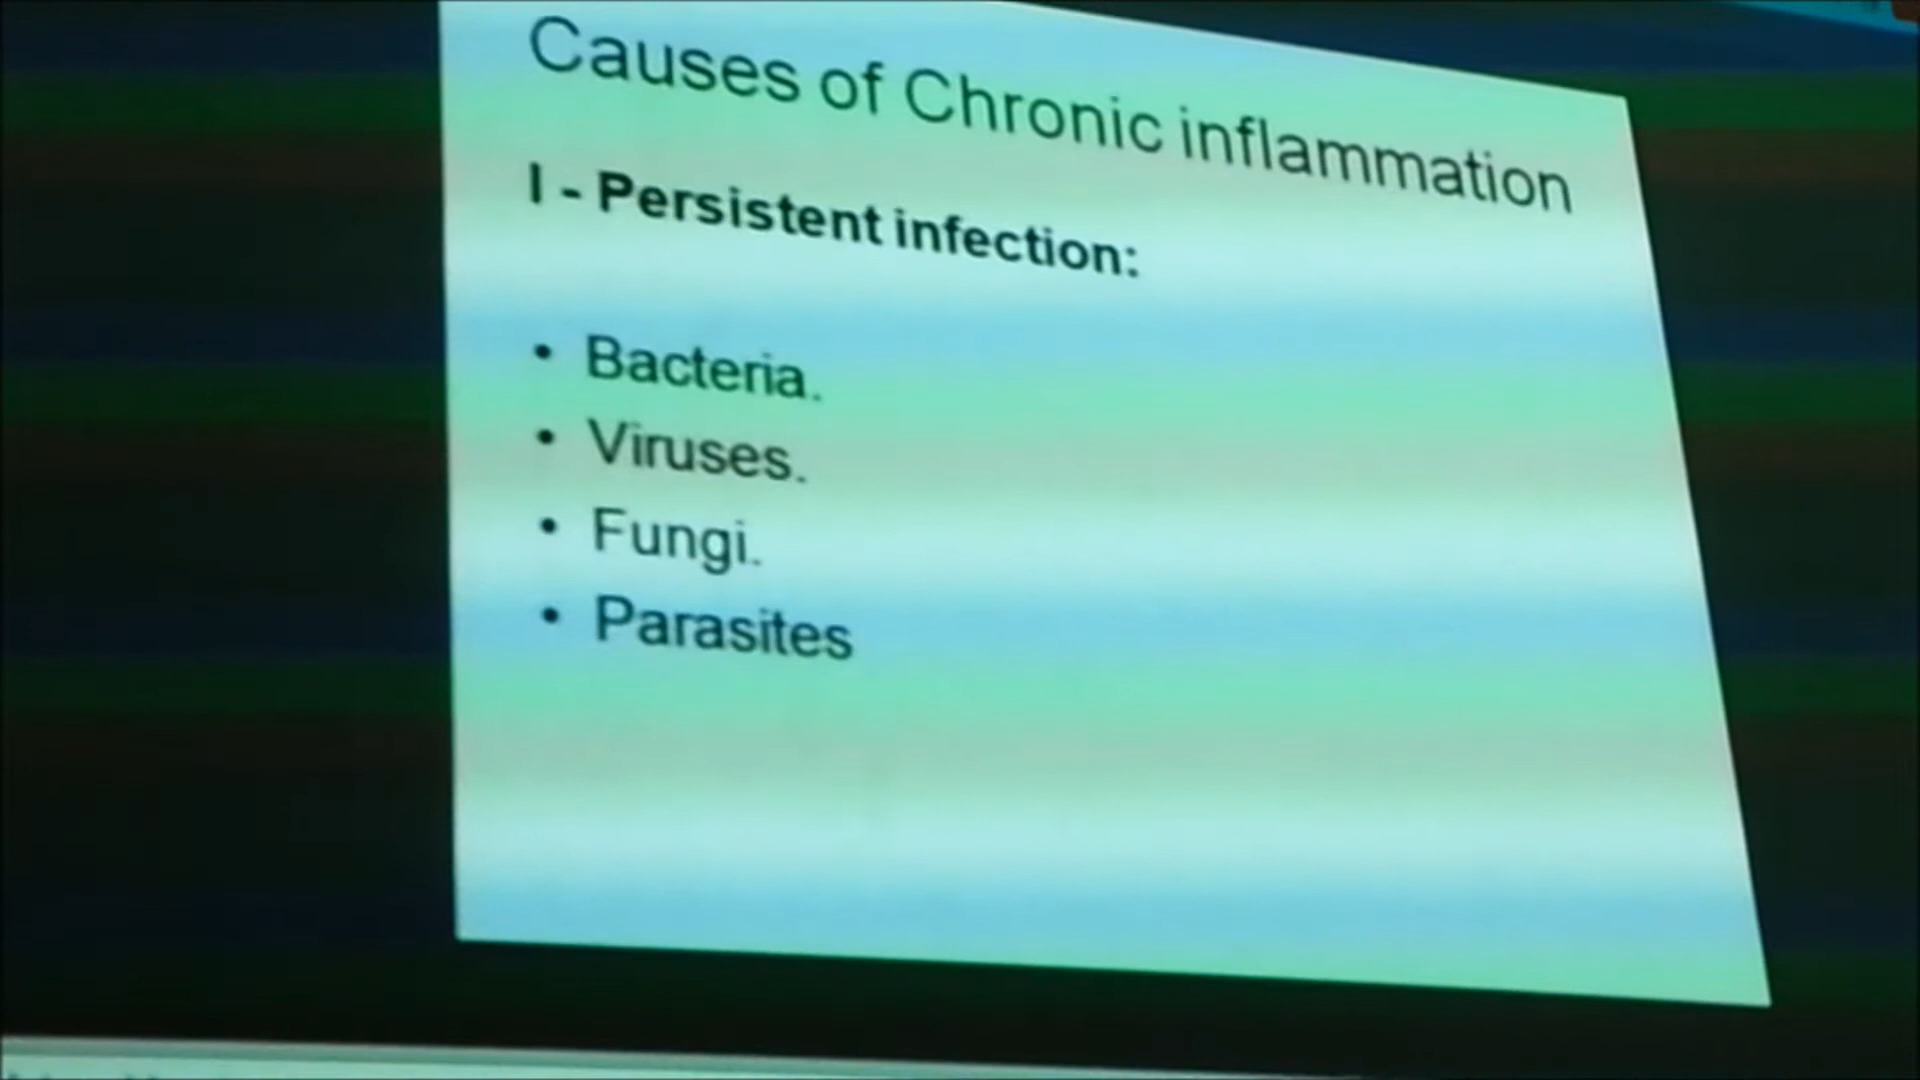 Causes of Chronic inflammation
I - Persistent infection:
• Bacteria.
• Viruses.
• Fungi.
• Parasites